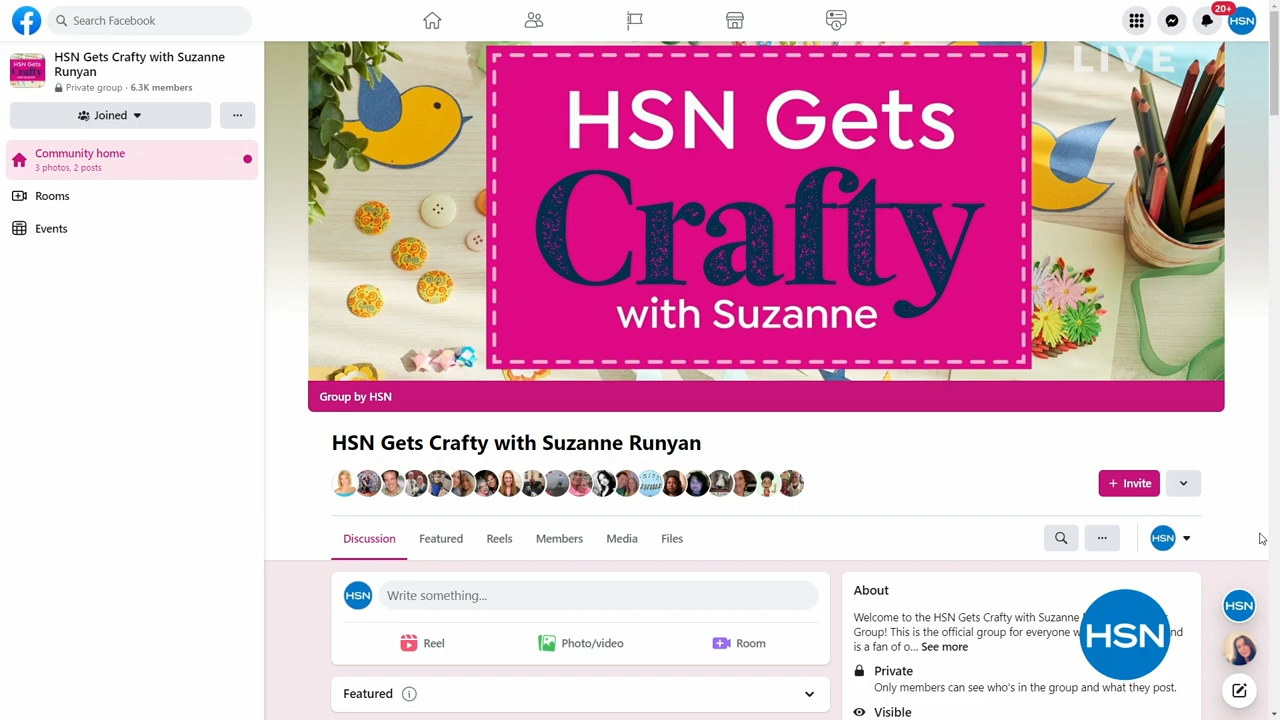 Search Facebook
20+
HSN
HSN Gets Crafty with Suzanne
Runyan
Private group · 6.3K members
Joined
Community home
3 photos, 2 posts
Rooms
Events
LIVE
HSN Gets
Crafty
with Suzanne
Group by HSN
HSN Gets Crafty with Suzanne Runyan
+ Invite
Discussion
Featured
Reels
Members
Media
Files
HSN
HSN
Write something...
Reel
Photo/video
Room
Featured
About
Welcome to the HSN Gets Crafty with Suzanne
Group! This is the official group for everyone
is a fan of o... See more
Private
Only members can see who's in the group and what they post.
Visible
HSN
HSN